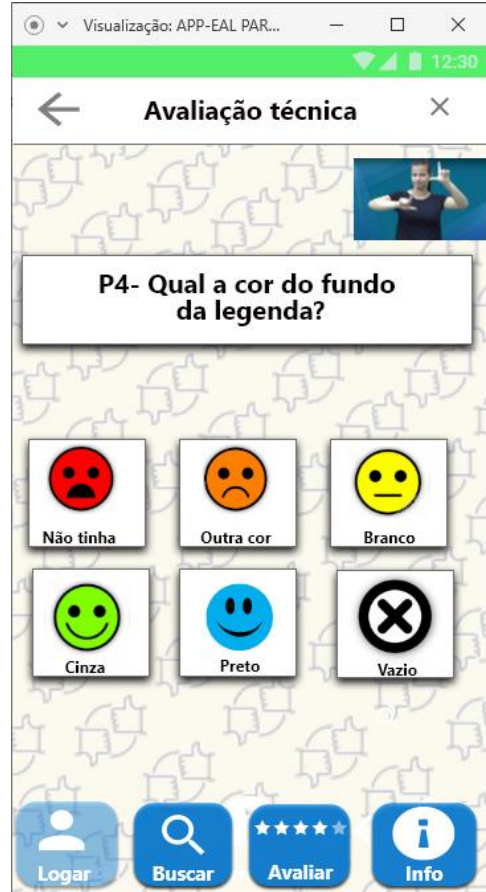 Visualização: APP-EAL PAR...
12:30
Avaliação técnica
P4- Qual a cor do fundo
da legenda?
Não tinha
Outra cor
Branco
Cinza
Preto
Vazio
Logar
Buscar
Avaliar
Info